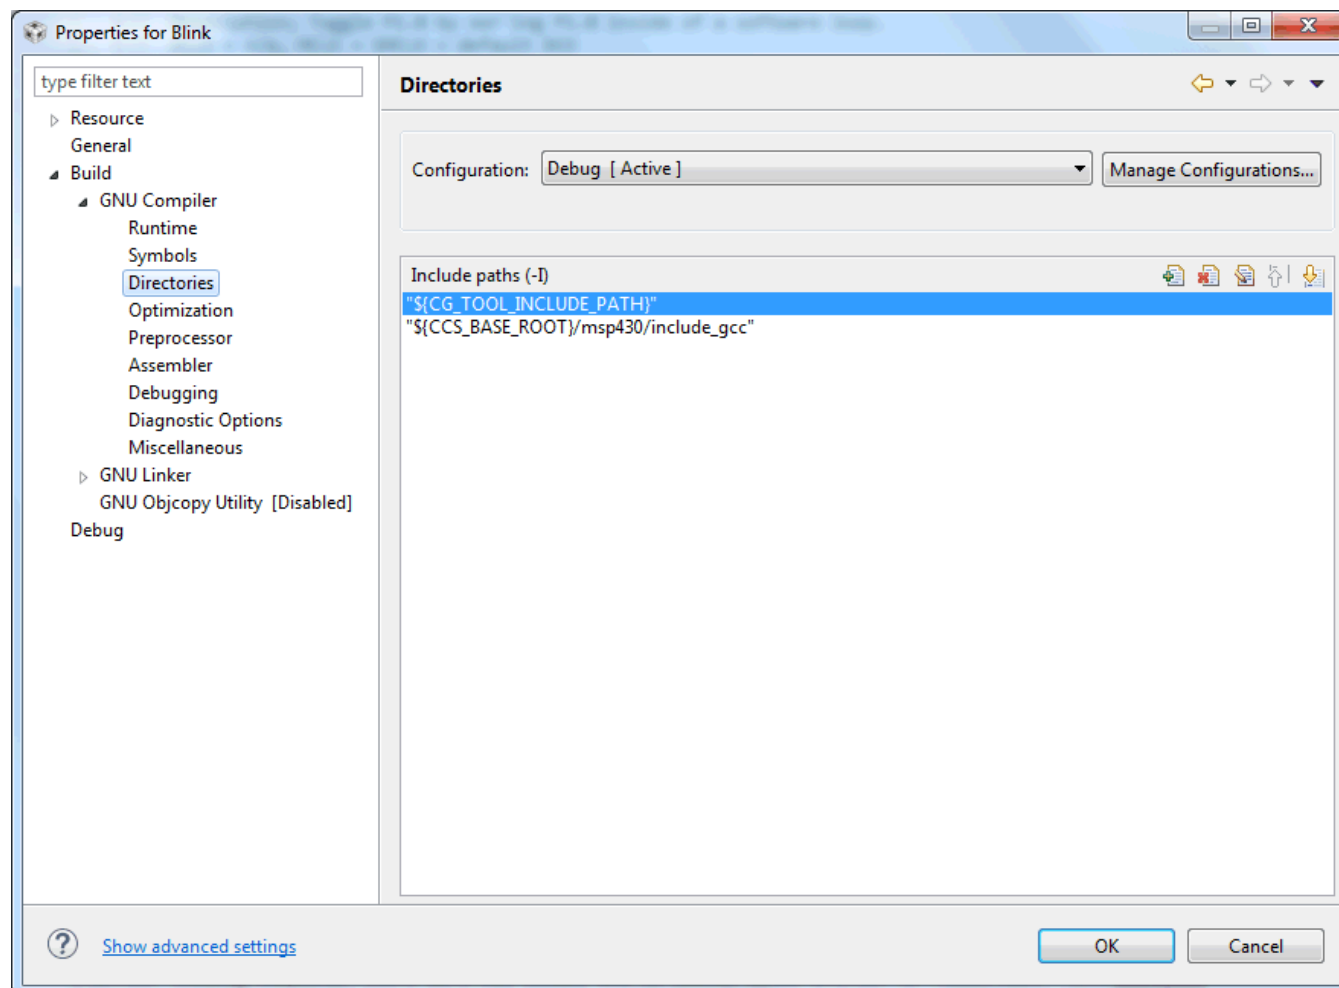 Properties for Blink
type filter text
Resource
General
Build
GNU Compiler
Runtime
Symbols
Directories
Optimization
Preprocessor
Assembler
Debugging
Diagnostic Options
Miscellaneous
GNU Linker
GNU Objcopy Utility [Disabled]
Debug
Directories
Configuration: Debug [ Active ] Manage Configurations...
Include paths (-I)
"${CG_TOOL_INCLUDE_PATH}"
"${CCS_BASE_ROOT}/msp430/include_gcc"
? Show advanced settings OK Cancel